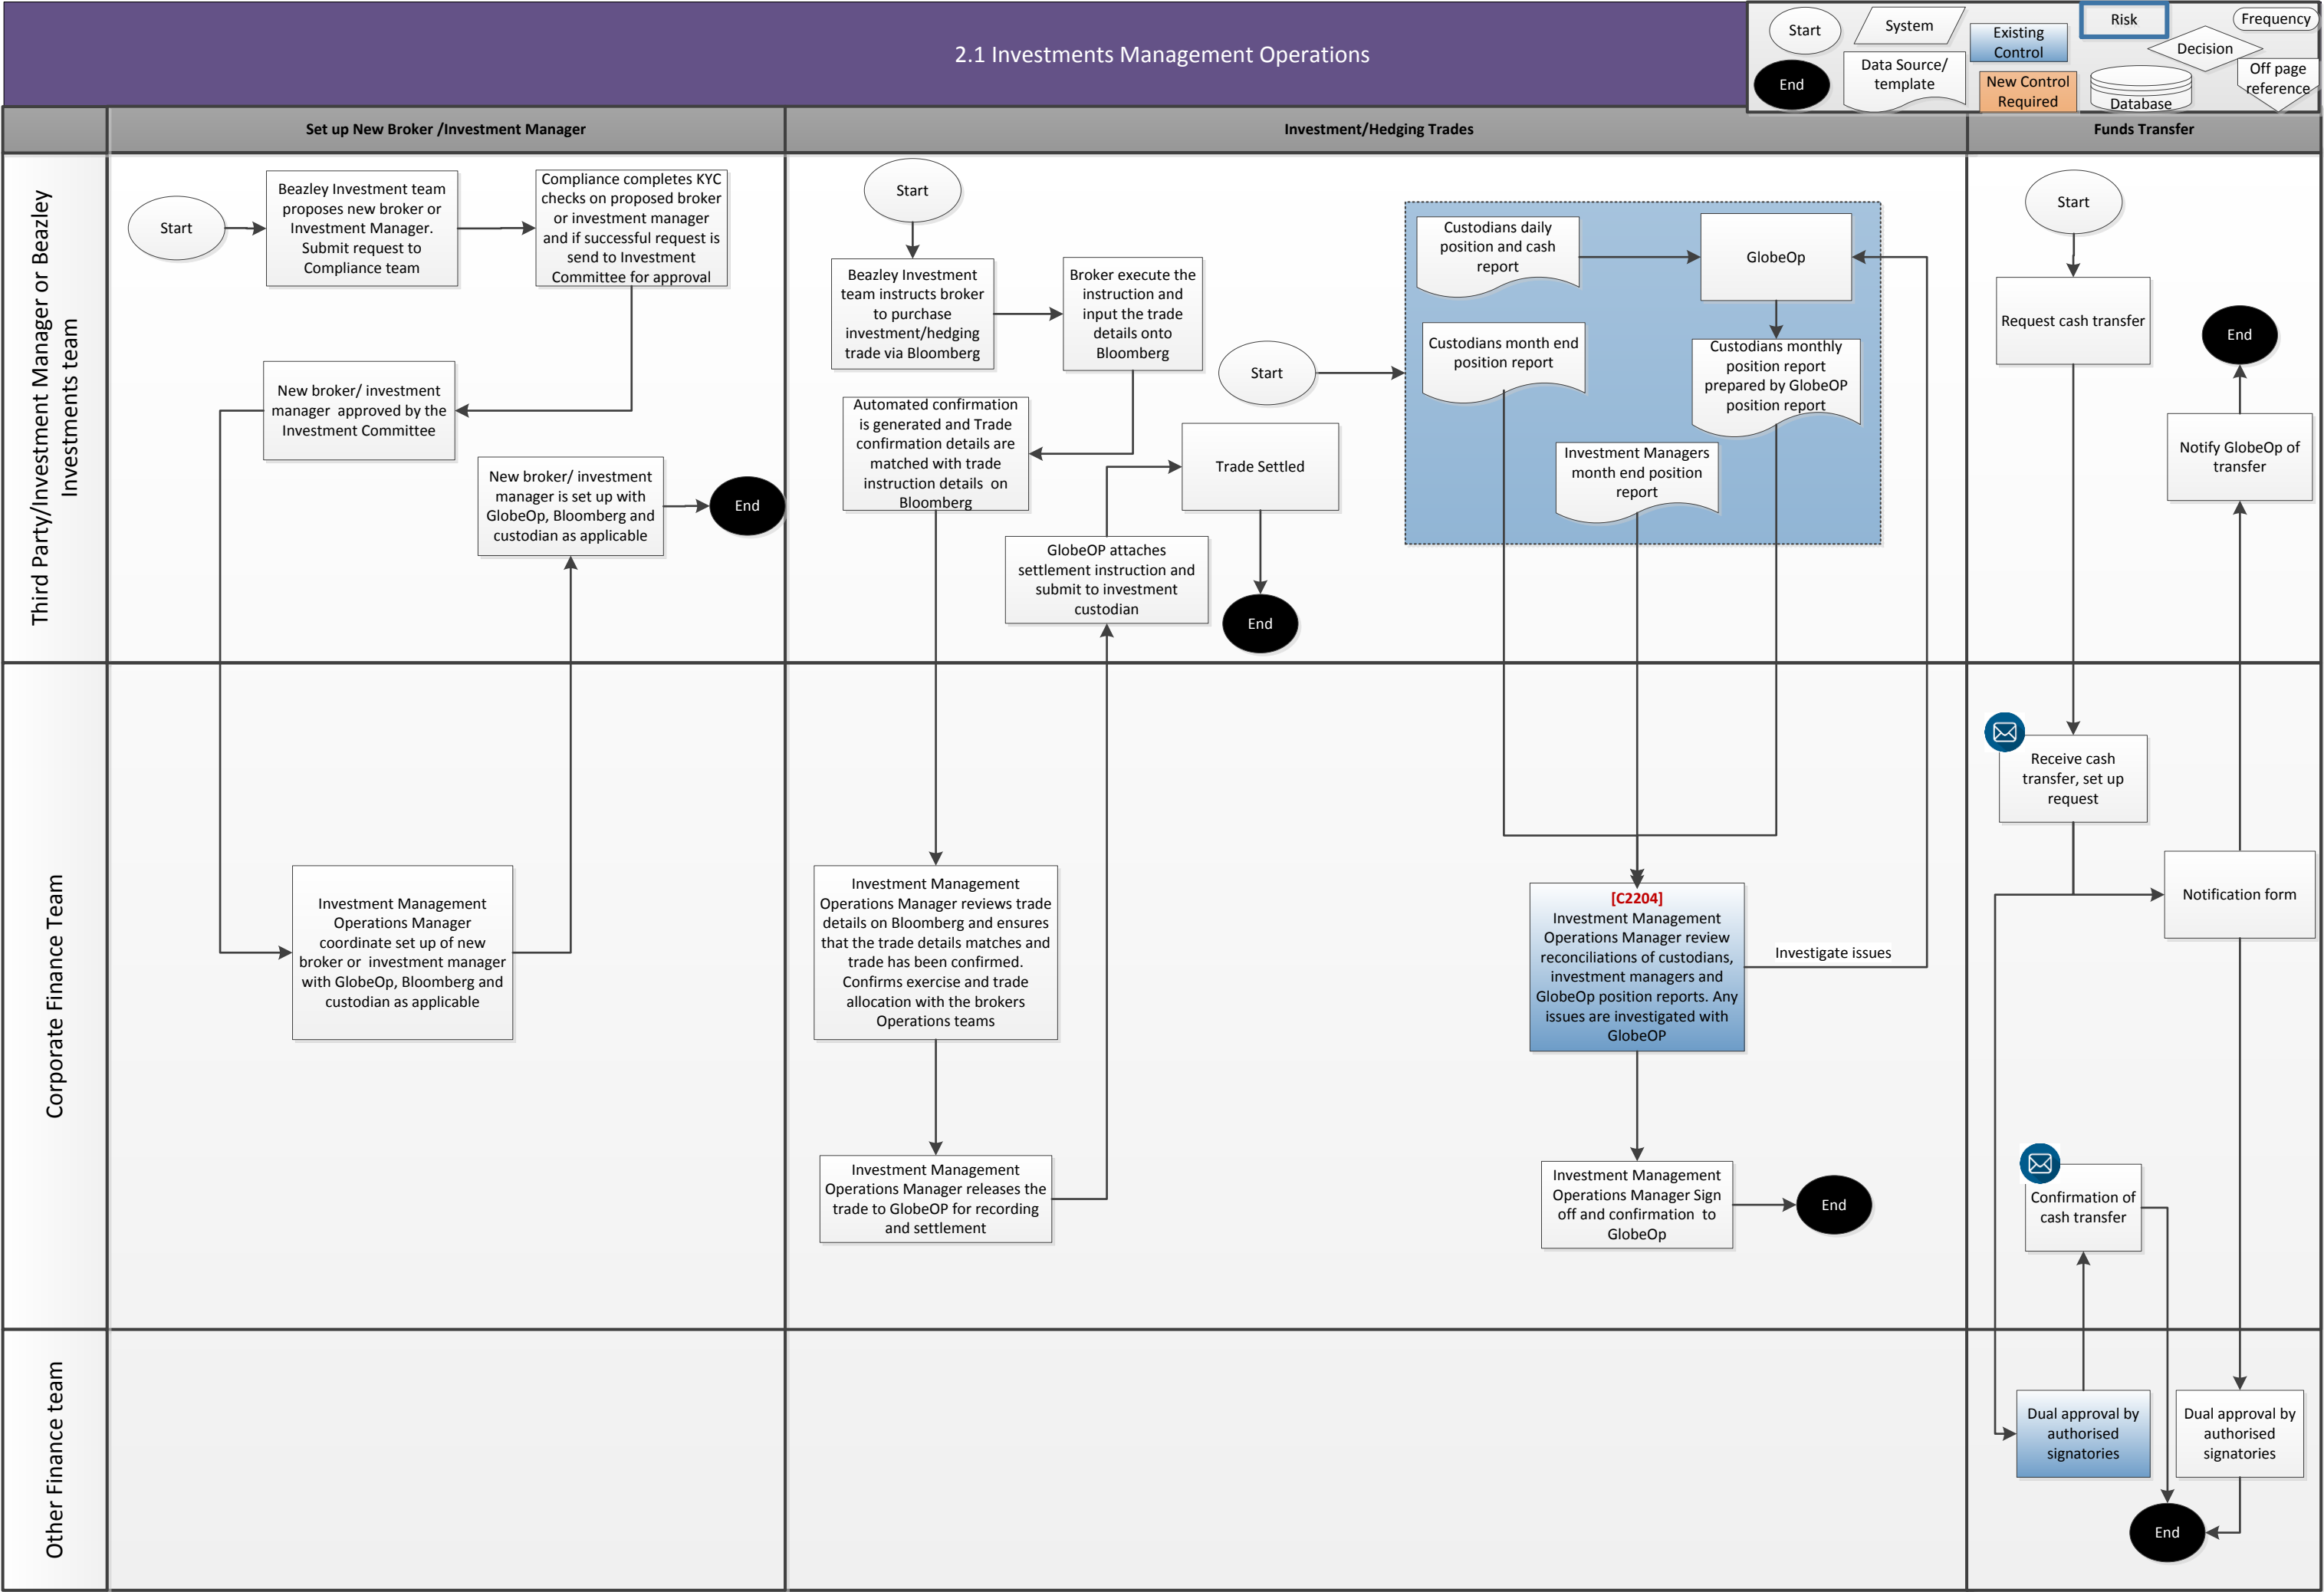 2.1 Investments Management Operations
Start
System
Existing
Control
Risk
Frequency
Decision
End
Data Source/
template
New Control
Required
Database
Off page
reference
Set up New Broker /Investment Manager
Investment/Hedging Trades
Funds Transfer
Third Party/Investment Manager or Beazley
Investments team
Start
Beazley Investment team
proposes new broker or
Investment Manager.
Submit request to
Compliance team
Compliance completes KYC
checks on proposed broker
or investment manager
and if successful request is
send to Investment
Committee for approval
New broker/ investment
manager approved by the
Investment Committee
New broker/ investment
manager is set up with
GlobeOp, Bloomberg and
custodian as applicable
End
Start
Beazley Investment
team instructs broker
to purchase
investment/hedging
trade via Bloomberg
Broker execute the
instruction and
input the trade
details onto
Bloomberg
Automated confirmation
is generated and Trade
confirmation details are
matched with trade
instruction details on
Bloomberg
Trade Settled
GlobeOP attaches
settlement instruction and
submit to investment
custodian
End
Start
Custodians daily
position and cash
report
GlobeOp
Custodians month end
position report
Custodians monthly
position report
prepared by GlobeOP
position report
Investment Managers
month end position
report
Start
Request cash transfer
End
Notify GlobeOp of
transfer
Corporate Finance Team
Investment Management
Operations Manager
coordinate set up of new
broker or investment manager
with GlobeOp, Bloomberg and
custodian as applicable
Investment Management
Operations Manager reviews trade
details on Bloomberg and ensures
that the trade details matches and
trade has been confirmed.
Confirms exercise and trade
allocation with the brokers
Operations teams
Investment Management
Operations Manager releases the
trade to GlobeOP for recording
and settlement
[C2204]
Investment Management
Operations Manager review
reconciliations of custodians,
investment managers and
GlobeOp position reports. Any
issues are investigated with
GlobeOP
Investigate issues
Investment Management
Operations Manager Sign
off and confirmation to
GlobeOp
End
Receive cash
transfer, set up
request
Notification form
Confirmation of
cash transfer
Other Finance team
Dual approval by
authorised
signatories
Dual approval by
authorised
signatories
End